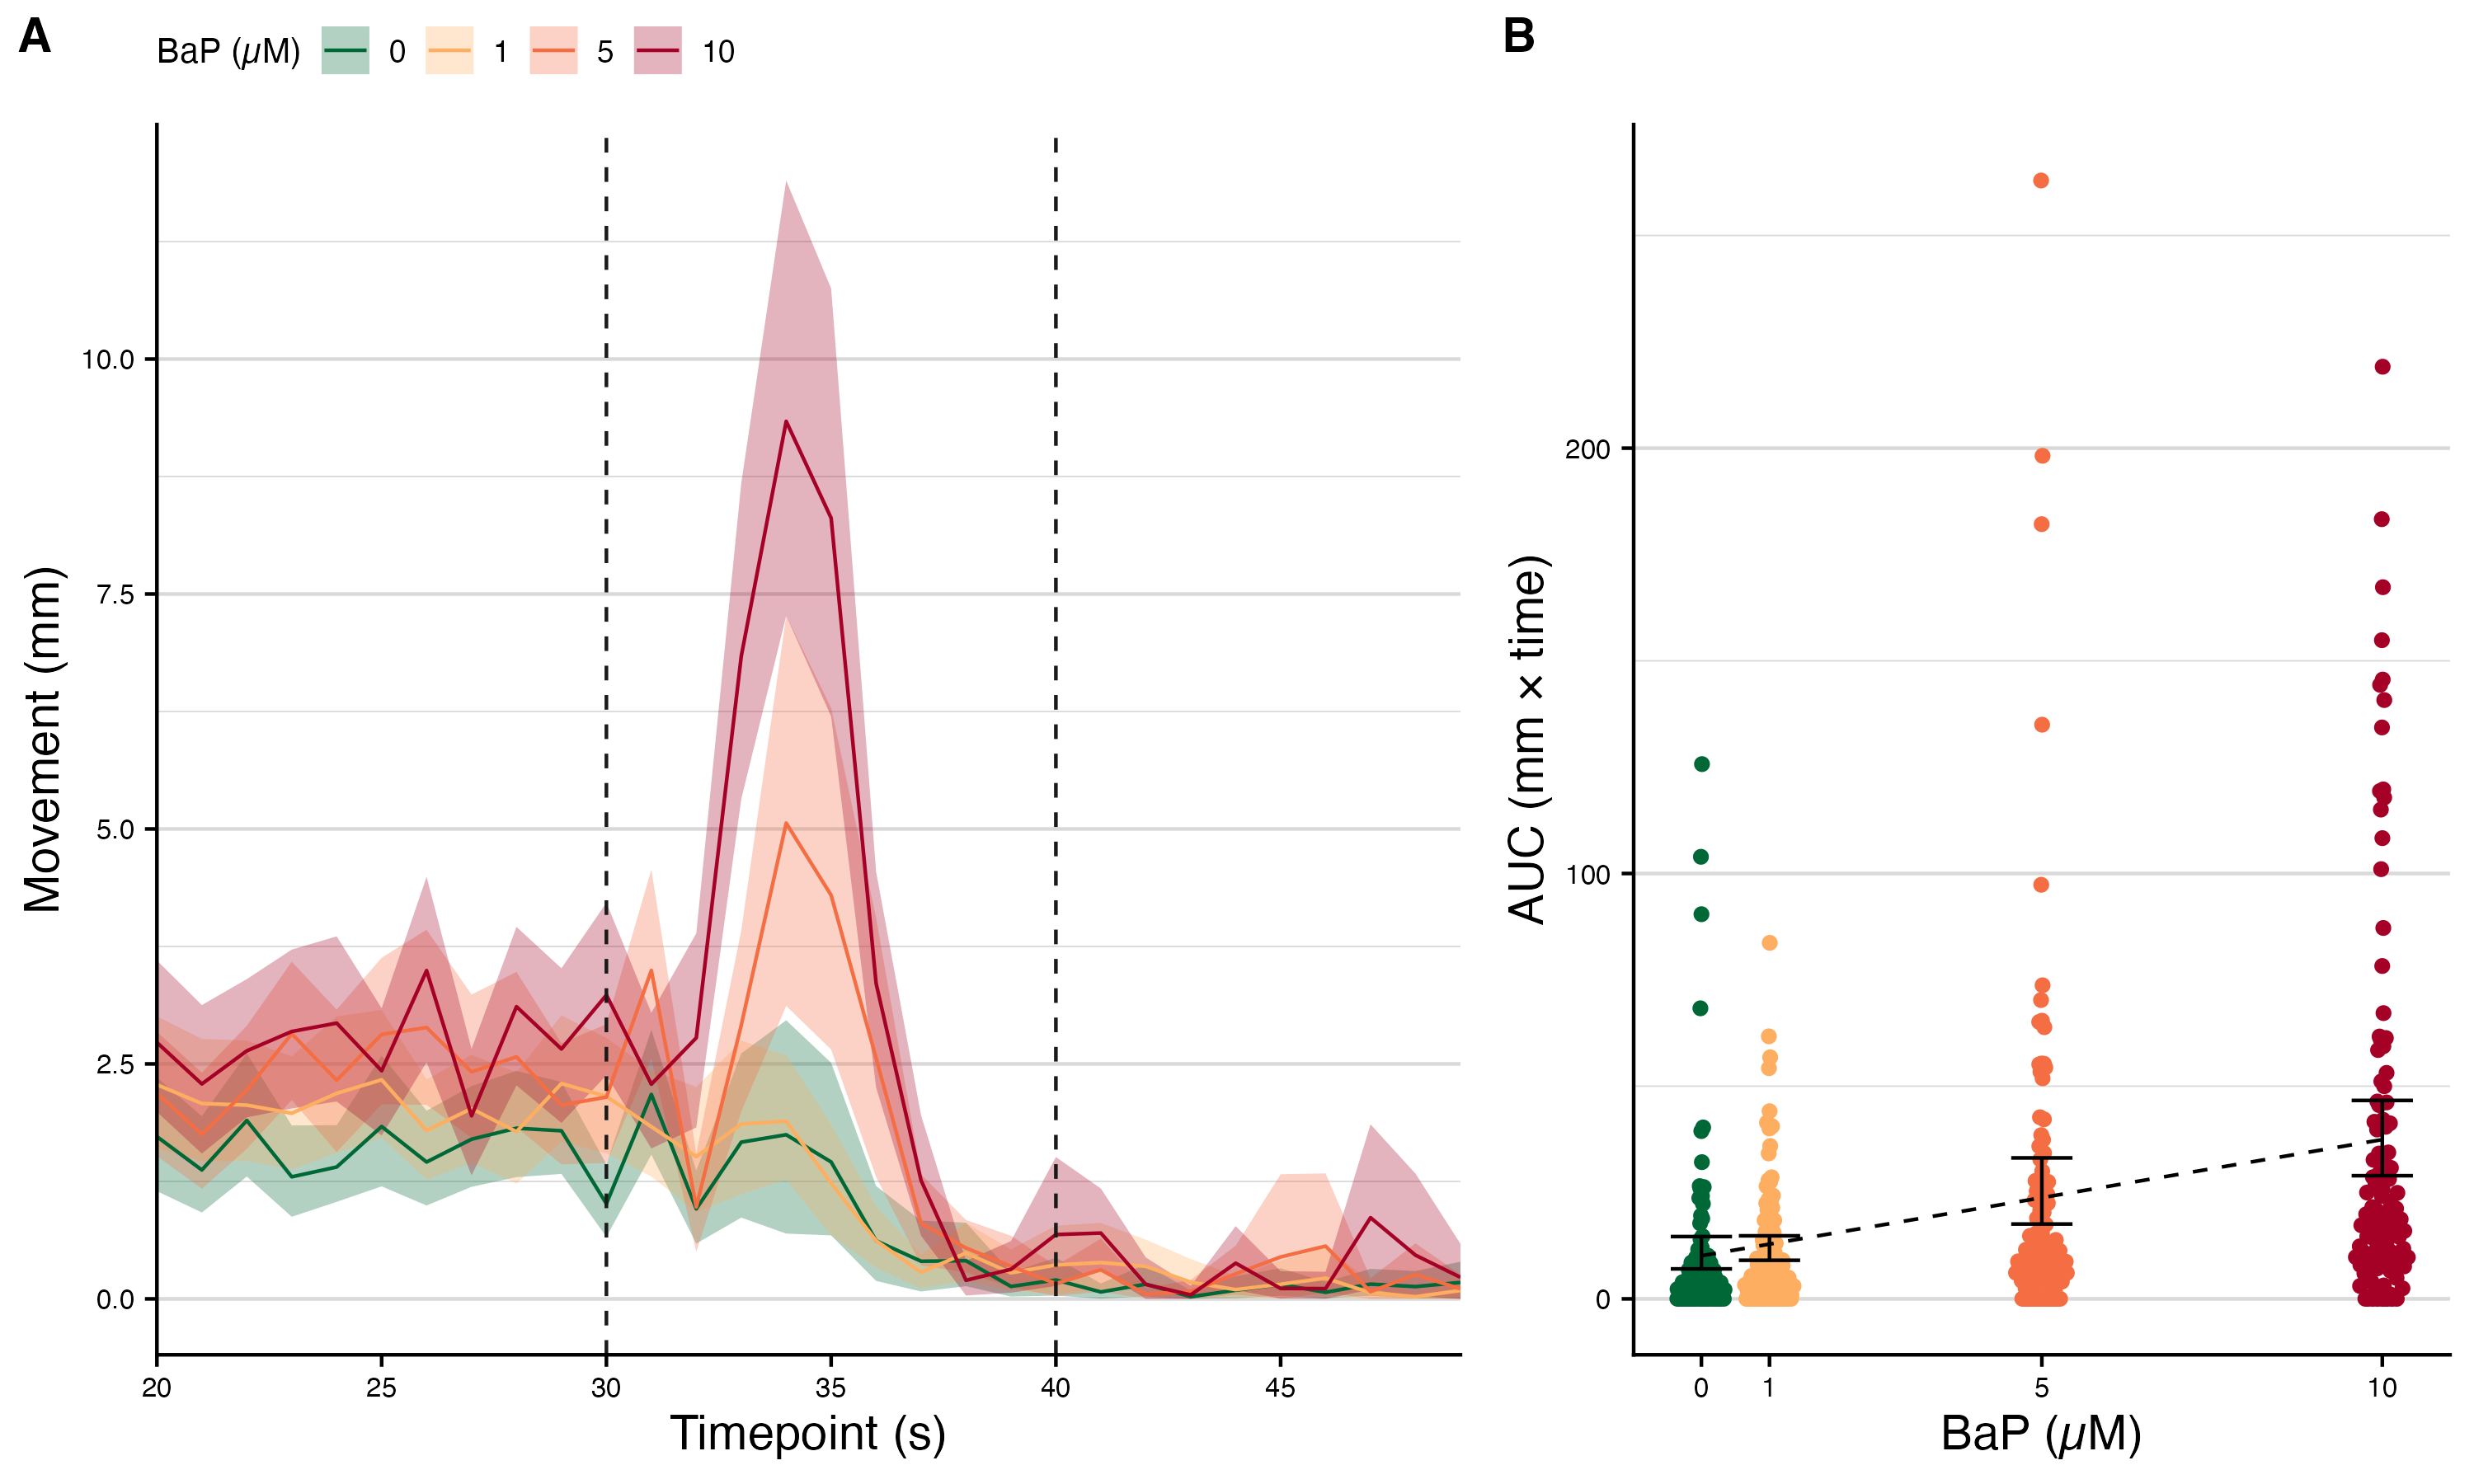 A
BaP (μM) 0 1 5 10
Movement (mm)
10.0
7.5
5.0
2.5
0.0
20 25 30 35 40 45
Timepoint (s)
B
AUC (mm × time)
200
100
0
0 1 5 10
BaP (μM)